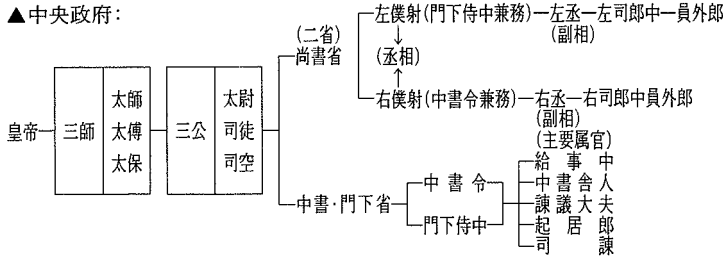 ▲中央政府:
左僕射(門下侍中兼務)—左丞—左司郎中—員外郎
(副相)
(二省)
尚書省
(丞相)
右僕射(中書令兼務)—右丞—右司郎中員外郎
(副相)
(主要属官)
皇帝
三師
太師
太傅
太保
三公
太尉
司徒
司空
中書·門下省
中書令
門下侍中
給事中
中書舎人
諫議大夫
起居郎
司諫